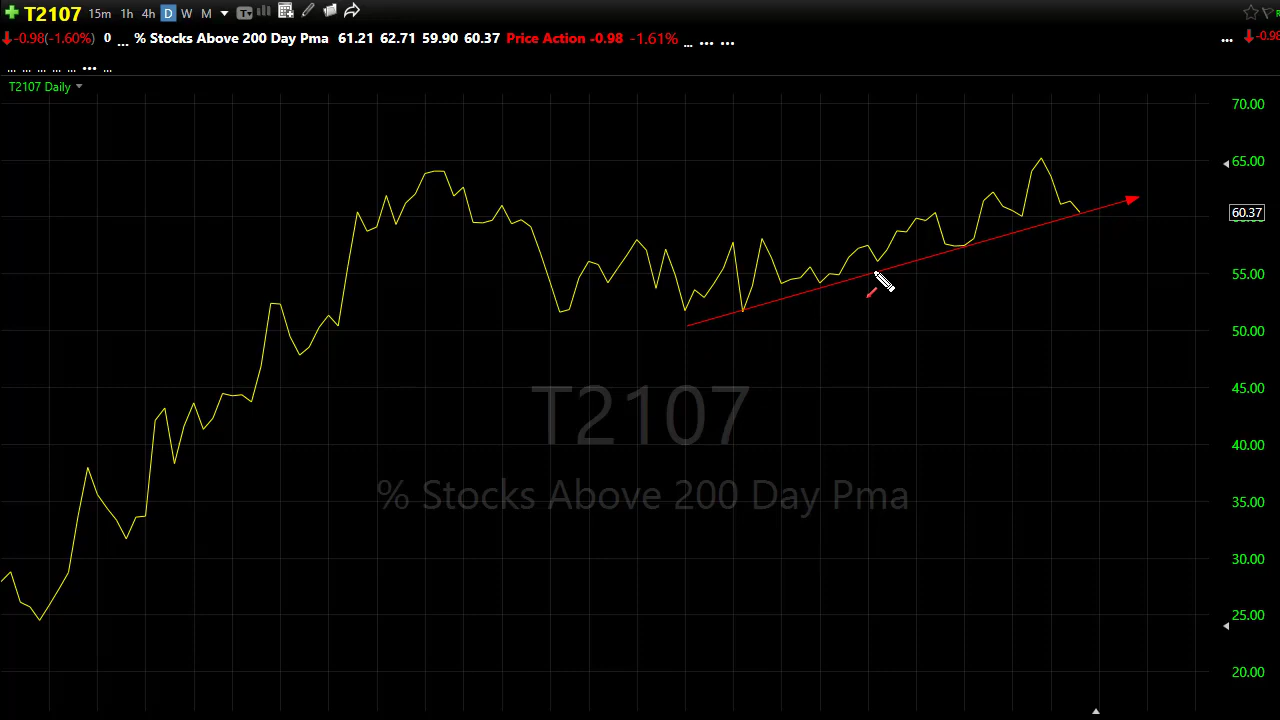 T2107 15m 1h 4h D W M T
-0.98(-1.60%) 0 ... % Stocks Above 200 Day Pma 61.21 62.71 59.90 60.37 Price Action -0.98 -1.61% ... ... ... ... -0.98
... ... ... ... ... ... ...
T2107 Daily
70.00
65.00
60.37
55.00
50.00
45.00
40.00
35.00
30.00
25.00
20.00
T2107
% Stocks Above 200 Day Pma